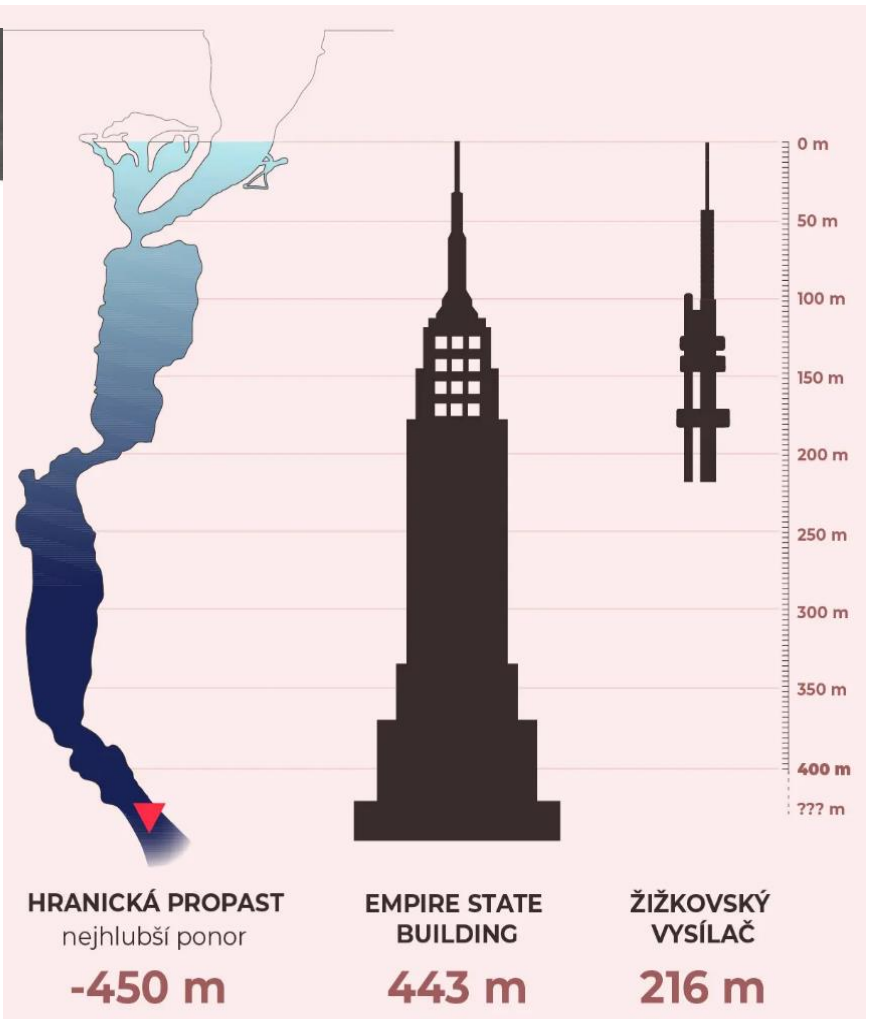 0 m
50 m
100 m
150 m
200 m
250 m
300 m
350 m
400 m
??? m
HRANICKÁ PROPAST
nejhlubší ponor
-450 m
EMPIRE STATE
BUILDING
443 m
ŽIŽKOVSKÝ
VYSÍLAČ
216 m